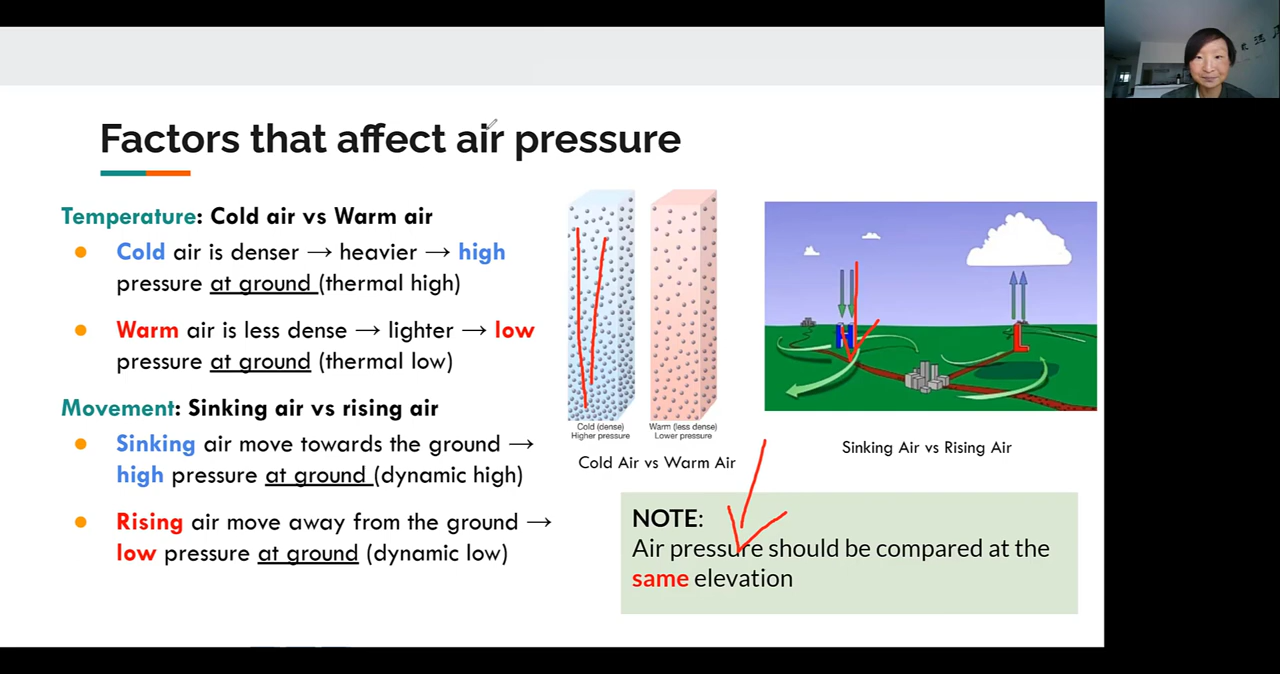 Factors that affect air pressure
Temperature: Cold air vs Warm air
● Cold air is denser → heavier → high
pressure at ground (thermal high)
● Warm air is less dense → lighter → low
pressure at ground (thermal low)
Movement: Sinking air vs rising air
● Sinking air move towards the ground →
high pressure at ground (dynamic high)
● Rising air move away from the ground →
low pressure at ground (dynamic low)
Cold (dense)
Higher pressure
Warm (less dense)
Lower pressure
Cold Air vs Warm Air
H
L
Sinking Air vs Rising Air
NOTE:
Air pressure should be compared at the
same elevation